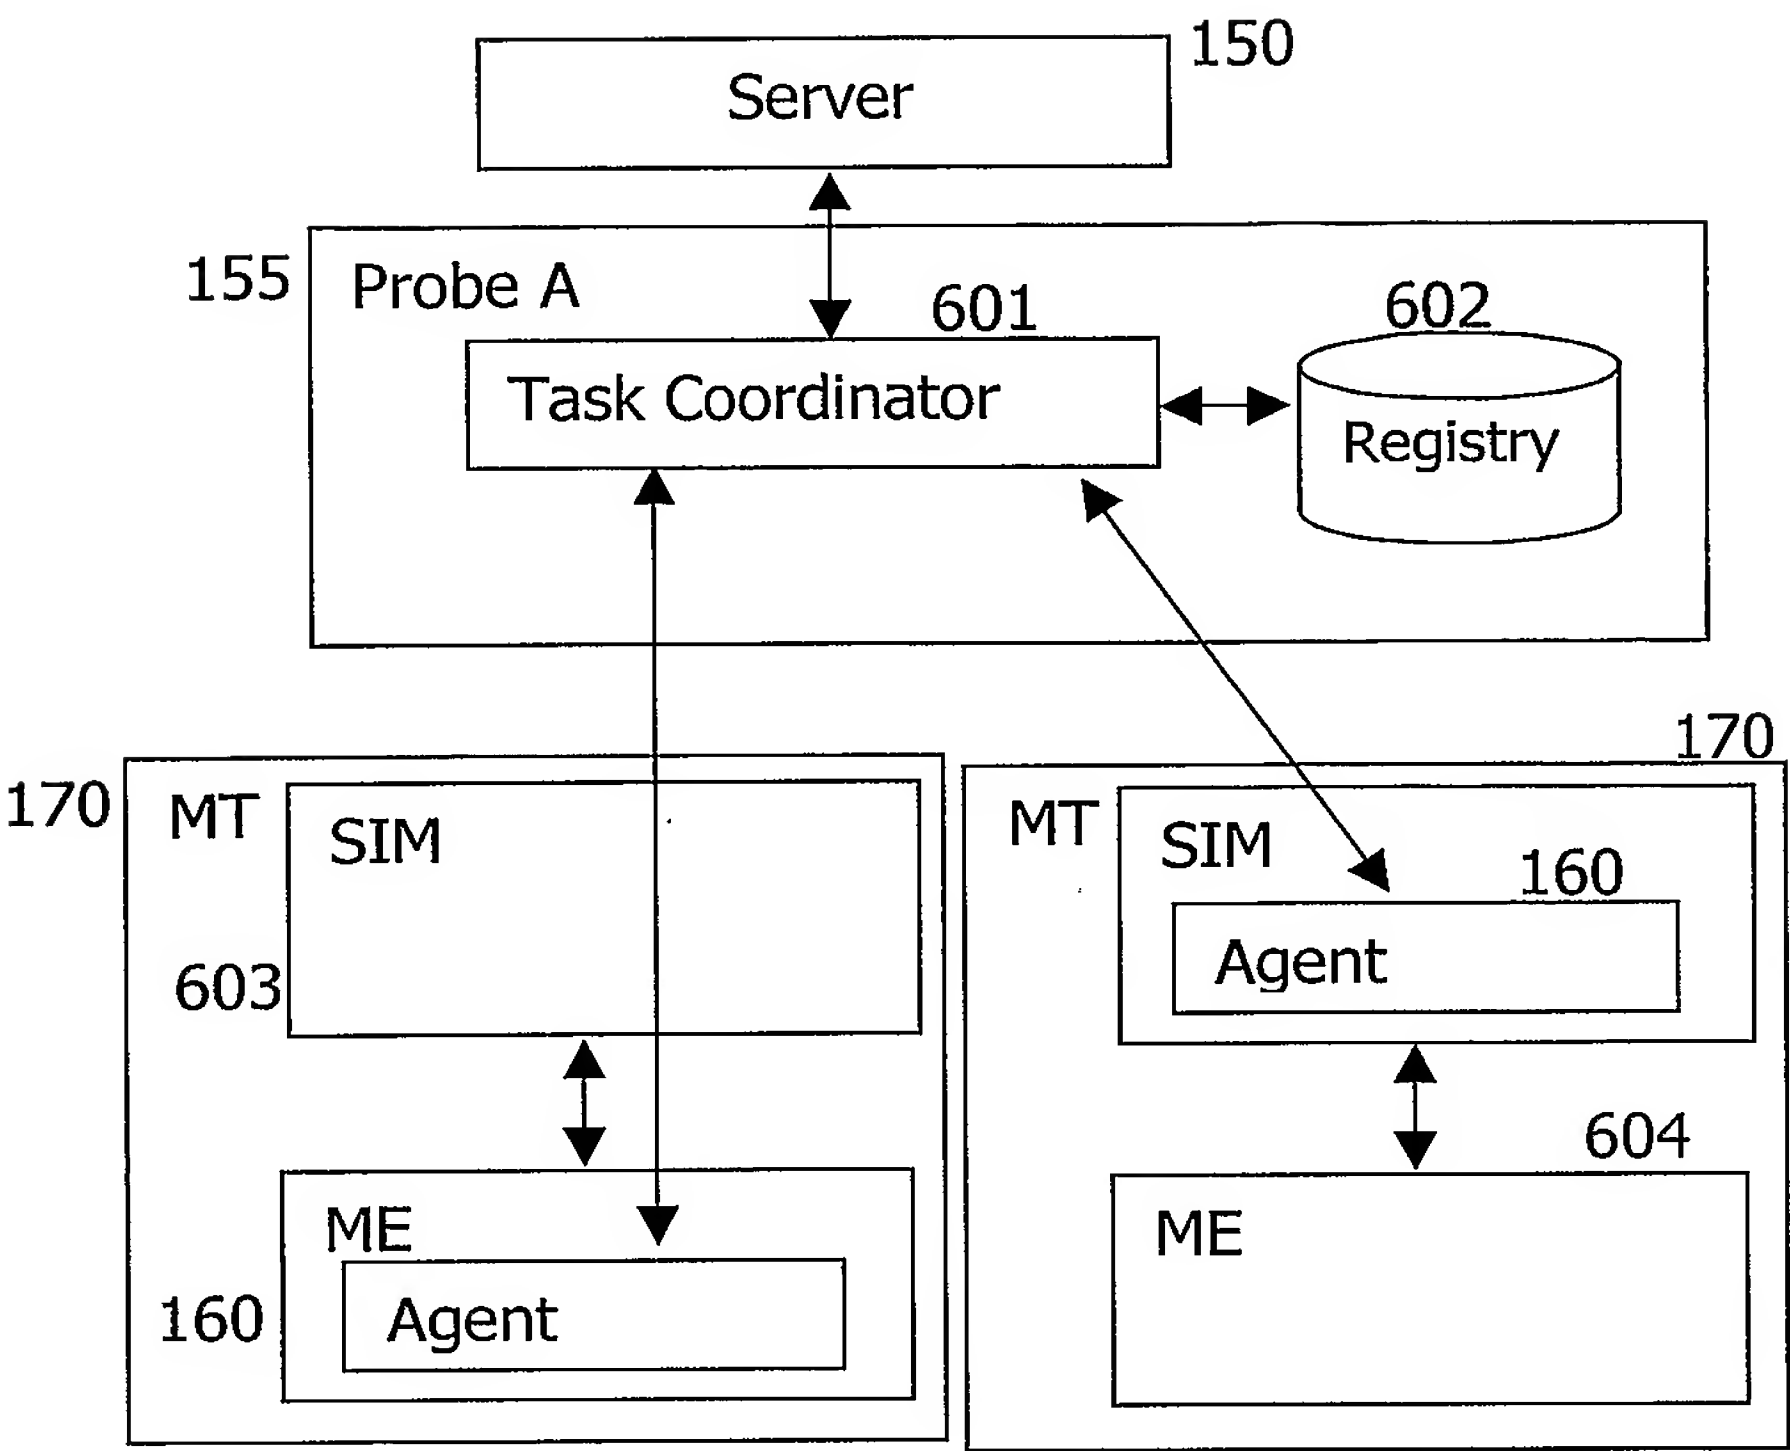 150
Server
155
Probe A
601
602
Task Coordinator
Registry
170
170
MT
SIM
MT
SIM
160
Agent
603
604
ME
ME
160
Agent